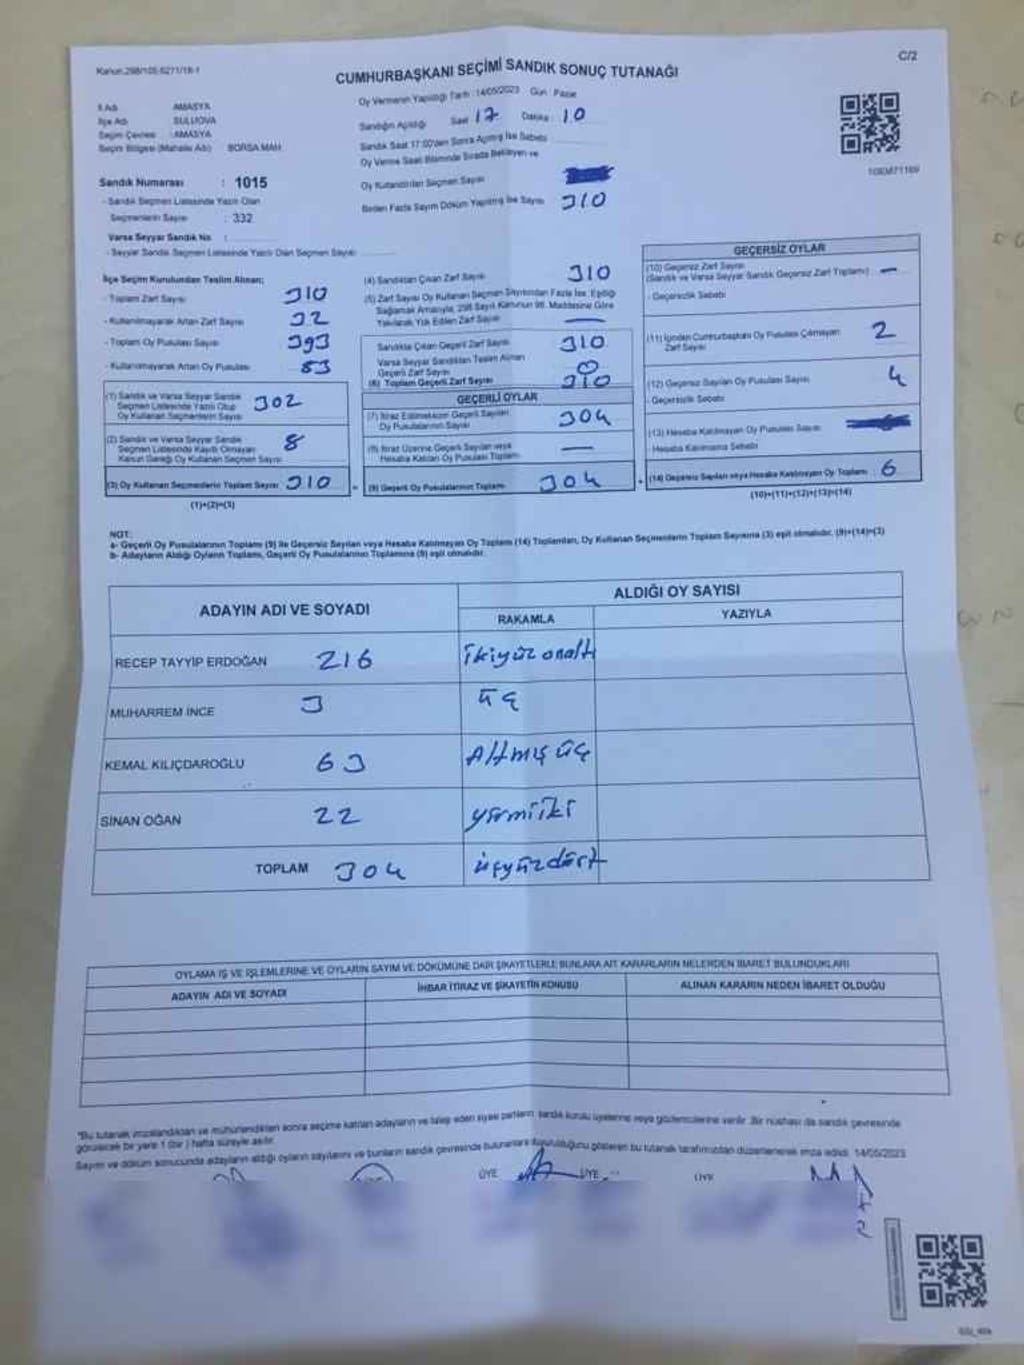 Kanun:298/105-6271/18-1
C/2
CUMHURBAŞKANI SEÇİMİ SANDIK SONUÇ TUTANAĞI
İl Adı AMASYA
İlçe Adı SULUOVA
Seçim Çevresi : AMASYA
Seçim Bölgesi (Mahalle Adı) BORSA MAH.
Sandık Numarası : 1015
- Sandık Seçmen Listesinde Yazılı Olan
Seçmenlerin Sayısı : 332
Varsa Seyyar Sandık No :
- Seyyar Sandık Seçmen Listesinde Yazılı Olan Seçmen Sayısı
Oy Vermenin Yapıldığı Tarih : 14/05/2023 Gün : Pazar
Sandığın Açıldığı Saat 17 Dakika : 10
Sandık Saat 17:00'den Sonra Açılmış İse Sebebi
Oy Verme Saati Bitiminde Sırada Bekleyen ve
Oy Kullandırılan Seçmen Sayısı
Birden Fazla Sayım Döküm Yapılmış İse Sayısı 310
İlçe Seçim Kurulundan Teslim Alınan;
- Toplam Zarf Sayısı 310
- Kullanılmayarak Artan Zarf Sayısı 32
- Toplam Oy Pusulası Sayısı 393
- Kullanılmayarak Artan Oy Pusulası 83
(1) Sandık ve Varsa Seyyar Sandık
Seçmen Listesinde Yazılı Olup
Oy Kullanan Seçmenlerin Sayısı 302
(2) Sandık ve Varsa Seyyar Sandık
Seçmen Listesinde Kayıtlı Olmayan
Kanun Gereği Oy Kullanan Seçmen Sayısı 8
(3) Oy Kullanan Seçmenlerin Toplam Sayısı 310
(1)+(2)=(3)
(4) Sandıktan Çıkan Zarf Sayısı 310
(5) Zarf Sayısı Oy Kullanan Seçmen Sayısından Fazla İse, Eşitliği
Sağlamak Amacıyla, 298 Sayılı Kanunun 98. Maddesine Göre
Yakılarak Yok Edilen Zarf Sayısı —
Sandıkta Çıkan Geçerli Zarf Sayısı 310
Varsa Seyyar Sandıktan Teslim Alınan
Geçerli Zarf Sayısı 0
(6) Toplam Geçerli Zarf Sayısı 310
GEÇERLİ OYLAR
(7) İtiraz Edilmeksizin Geçerli Sayılan
Oy Pusulalarının Sayısı 304
(8) İtiraz Üzerine Geçerli Sayılan veya
Hesaba Katılan Oy Pusulası Toplamı —
(9) Geçerli Oy Pusulalarının Toplamı 304
GEÇERSİZ OYLAR
(10) Geçersiz Zarf Sayısı
(Sandık ve Varsa Seyyar Sandık Geçersiz Zarf Toplamı) —
- Geçersizlik Sebebi
(11) İçinden Cumhurbaşkanı Oy Pusulası Çıkmayan
Zarf Sayısı 2
(12) Geçersiz Sayılan Oy Pusulası Sayısı 4
- Geçersizlik Sebebi
(13) Hesaba Katılmayan Oy Pusulası Sayısı
- Hesaba Katılmama Sebebi
(14) Geçersiz Sayılan veya Hesaba Katılmayan Oy Toplamı 6
(10)+(11)+(12)+(13)=(14)
NOT:
a- Geçerli Oy Pusulalarının Toplamı (9) ile Geçersiz Sayılan veya Hesaba Katılmayan Oy Toplamı (14) Toplamları, Oy Kullanan Seçmenlerin Toplam Sayısına (3) eşit olmalıdır. (9)+(14)=(3)
b- Adayların Aldığı Oyların Toplamı, Geçerli Oy Pusulalarının Toplamına (9) eşit olmalıdır.
ADAYIN ADI VE SOYADI
ALDIĞI OY SAYISI
RAKAMLA YAZIYLA
RECEP TAYYİP ERDOĞAN 216 ikiyüz onaltı
MUHARREM İNCE 3 üç
KEMAL KILIÇDAROĞLU 63 Altmış üç
SİNAN OĞAN 22 yirmiiki
TOPLAM 304 üçyüzdört
OYLAMA İŞ VE İŞLEMLERİNE VE OYLARIN SAYIM VE DÖKÜMÜNE DAİR ŞİKAYETLERLE BUNLARA AİT KARARLARIN NELERDEN İBARET BULUNDUKLARI
ADAYIN ADI VE SOYADI İHBAR İTİRAZ VE ŞİKAYETİN KONUSU ALINAN KARARIN NEDEN İBARET OLDUĞU
*Bu tutanak imzalandıktan ve mühürlendikten sonra seçime katılan adayların ve talep eden siyasi partilerin sandık kurulu üyelerine veya gözlemcilerine verilir. Bir nüshası da sandık çevresinde
görülecek bir yere 1 (bir) hafta süreyle asılır.
Sayım ve döküm sonucunda adayların aldığı oyların sayılarını ve bunların sandık çevresinde bulunanlara duyurulduğunu gösteren bu tutanak tarafımızdan düzenlenerek imza edildi. 14/05/2023
ÜYE ÜYE ÜYE